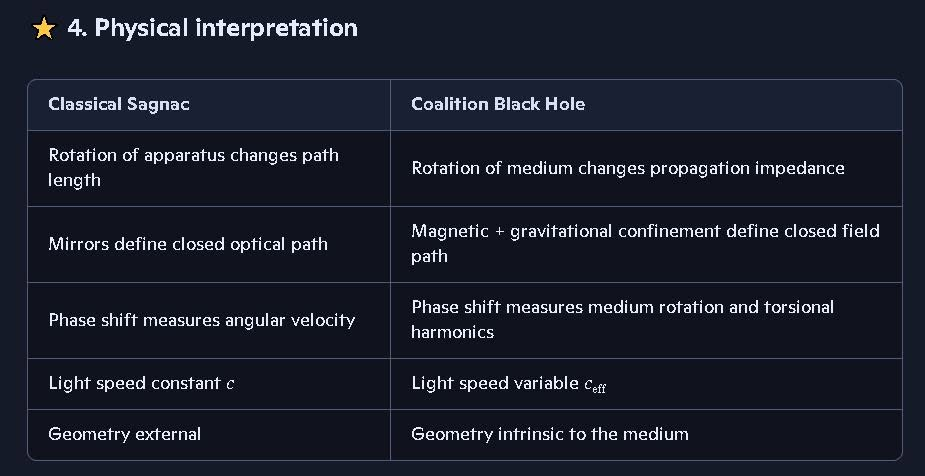 4. Physical interpretation
Classical Sagnac
Coalition Black Hole
Rotation of apparatus changes path
length
Rotation of medium changes propagation impedance
Mirrors define closed optical path
Magnetic + gravitational confinement define closed field
path
Phase shift measures angular velocity
Phase shift measures medium rotation and torsional
harmonics
Light speed constant c
Light speed variable c_eff
Geometry external
Geometry intrinsic to the medium